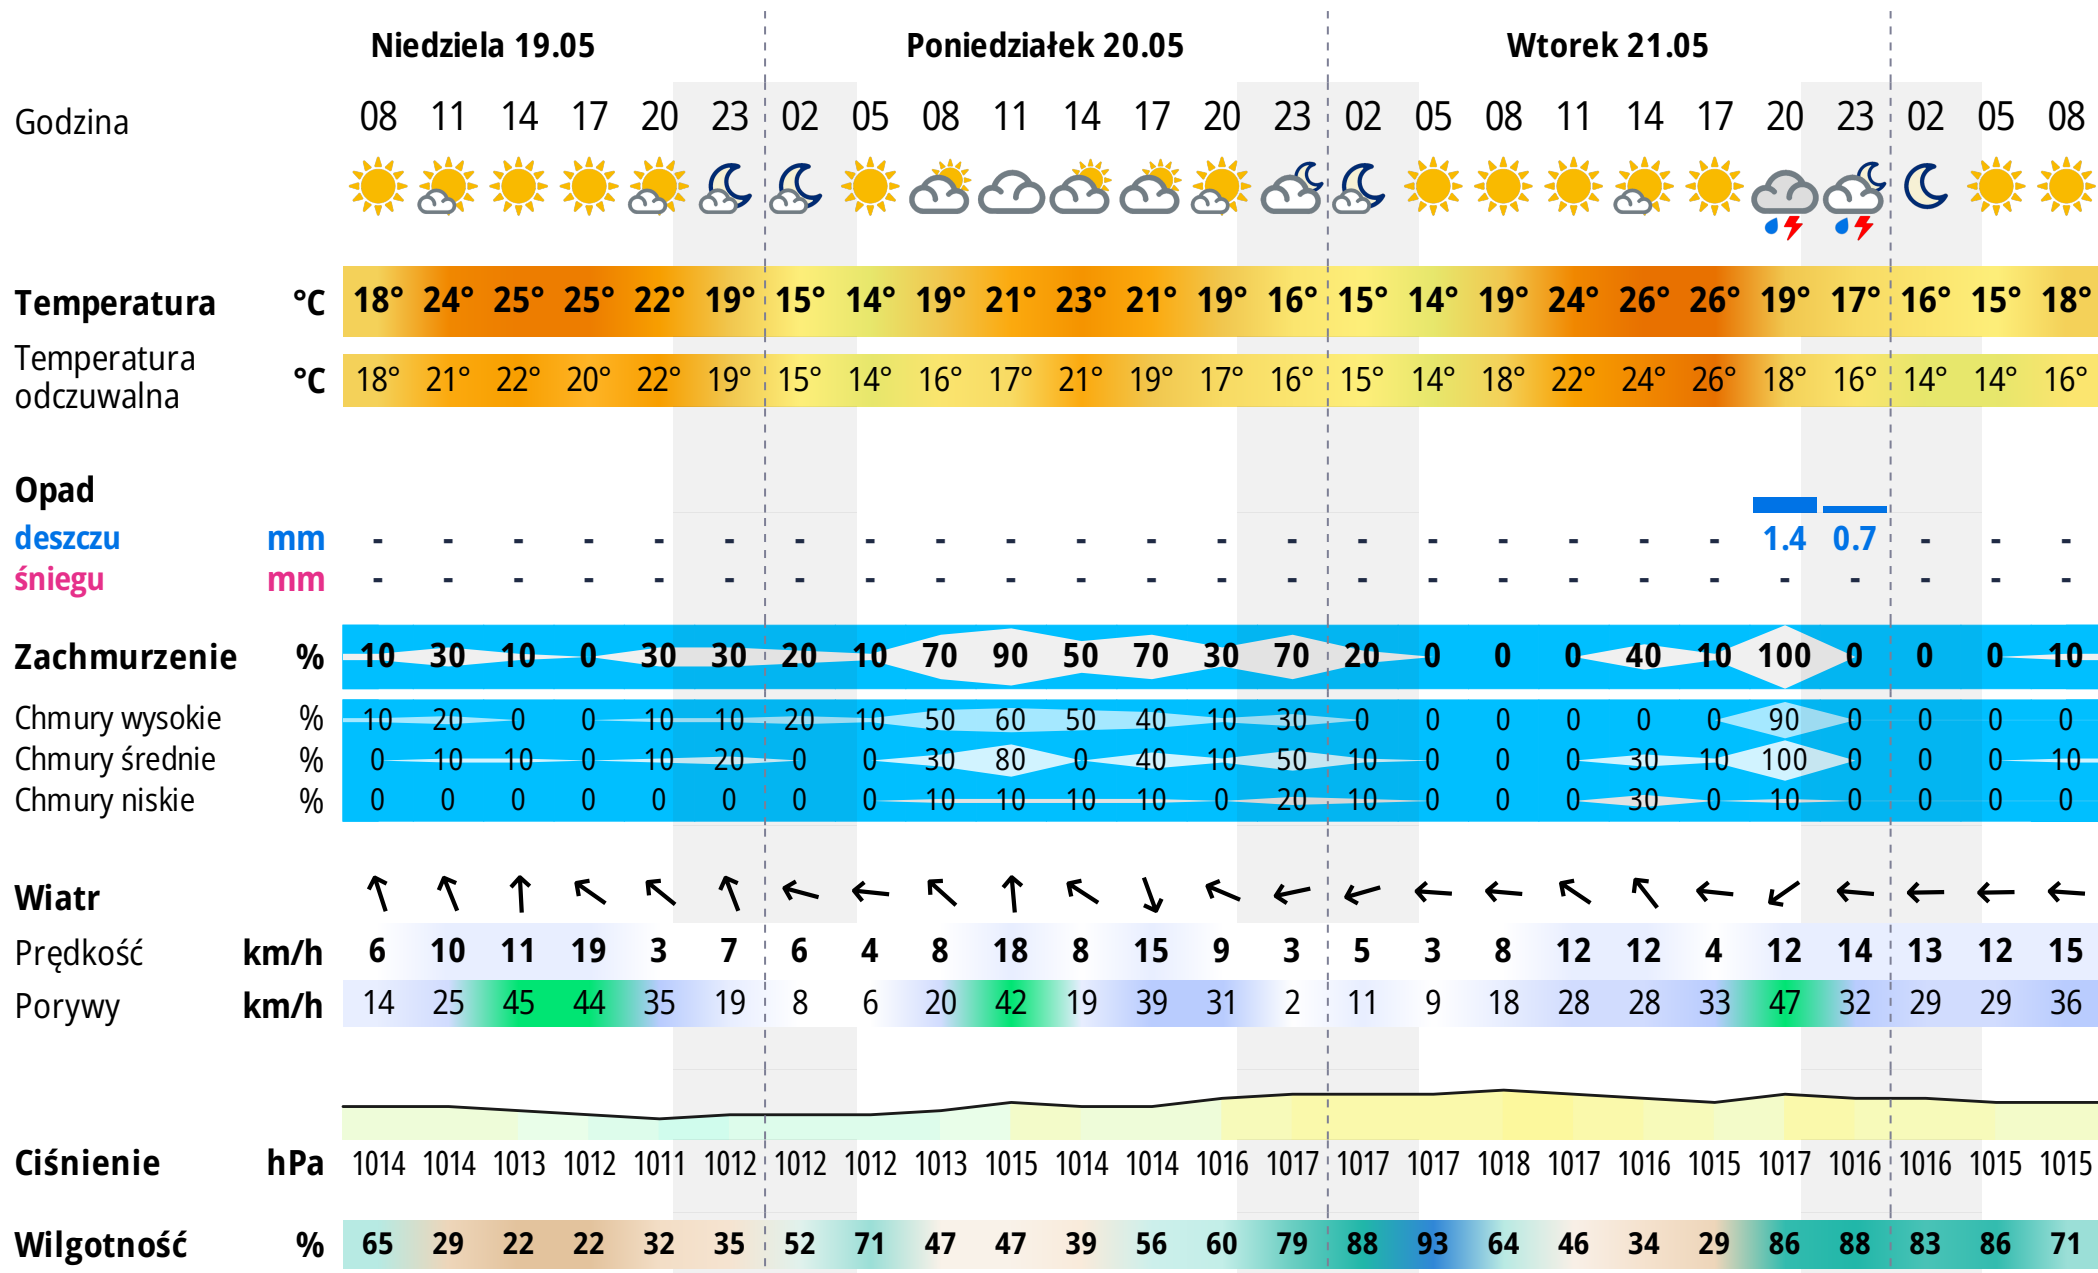 Niedziela 19.05 Poniedziałek 20.05 Wtorek 21.05
Godzina 08 11 14 17 20 23 02 05 08 11 14 17 20 23 02 05 08 11 14 17 20 23 02 05 08
Temperatura °C 18° 24° 25° 25° 22° 19° 15° 14° 19° 21° 23° 21° 19° 16° 15° 14° 19° 24° 26° 26° 19° 17° 16° 15° 18°
Temperatura
odczuwalna °C 18° 21° 22° 20° 22° 19° 15° 14° 16° 17° 21° 19° 17° 16° 15° 14° 18° 22° 24° 26° 18° 16° 14° 14° 16°
Opad
deszczu mm - - - - - - - - - - - - - - - - - - - - 1.4 0.7 - - -
śniegu mm - - - - - - - - - - - - - - - - - - - - - - - - -
Zachmurzenie % 10 30 10 0 30 30 20 10 70 90 50 70 30 70 20 0 0 0 40 10 100 0 0 0 10
Chmury wysokie % 10 20 0 0 10 10 20 10 50 60 50 40 10 30 0 0 0 0 0 0 90 0 0 0 0
Chmury średnie % 0 10 10 0 10 20 0 0 30 80 0 40 10 50 10 0 0 0 30 10 100 0 0 0 10
Chmury niskie % 0 0 0 0 0 0 0 0 10 10 10 10 0 20 10 0 0 0 30 0 10 0 0 0 0
Wiatr
Prędkość km/h 6 10 11 19 3 7 6 4 8 18 8 15 9 3 5 3 8 12 12 4 12 14 13 12 15
Porywy km/h 14 25 45 44 35 19 8 6 20 42 19 39 31 2 11 9 18 28 28 33 47 32 29 29 36
Ciśnienie hPa 1014 1014 1013 1012 1011 1012 1012 1012 1013 1015 1014 1014 1016 1017 1017 1017 1018 1017 1016 1015 1017 1016 1016 1015 1015
Wilgotność % 65 29 22 22 32 35 52 71 47 47 39 56 60 79 88 93 64 46 34 29 86 88 83 86 71